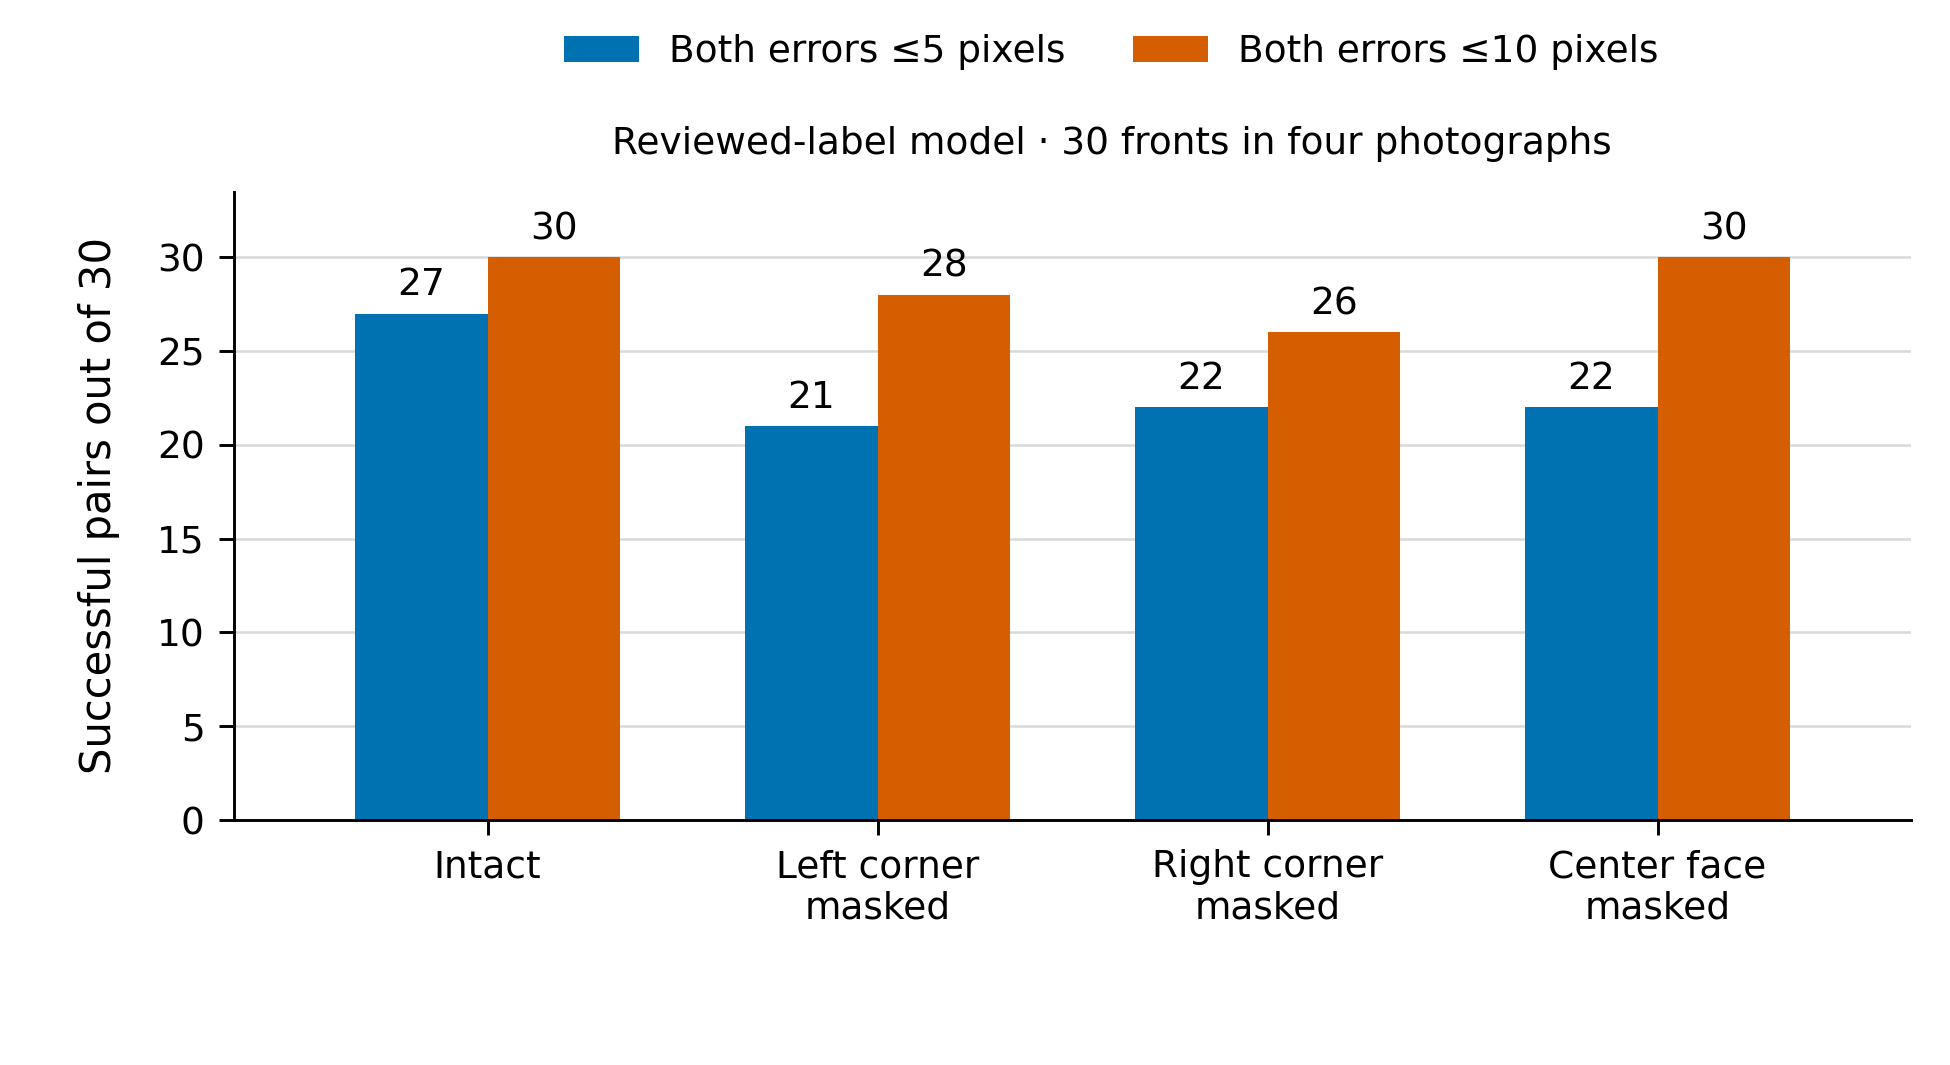 Both errors ≤5 pixels Both errors ≤10 pixels
Reviewed-label model · 30 fronts in four photographs
Successful pairs out of 30
30
25
20
15
10
5
0
27
30
21
28
22
26
22
30
Intact
Left corner
masked
Right corner
masked
Center face
masked